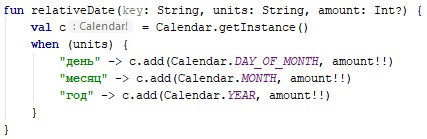 fun relativeDate(key: String, units: String, amount: Int?) {
    val c : Calendar! = Calendar.getInstance()
    when (units) {
        "день" -> c.add(Calendar.DAY_OF_MONTH, amount!!)
        "месяц" -> c.add(Calendar.MONTH, amount!!)
        "год" -> c.add(Calendar.YEAR, amount!!)
    }
}